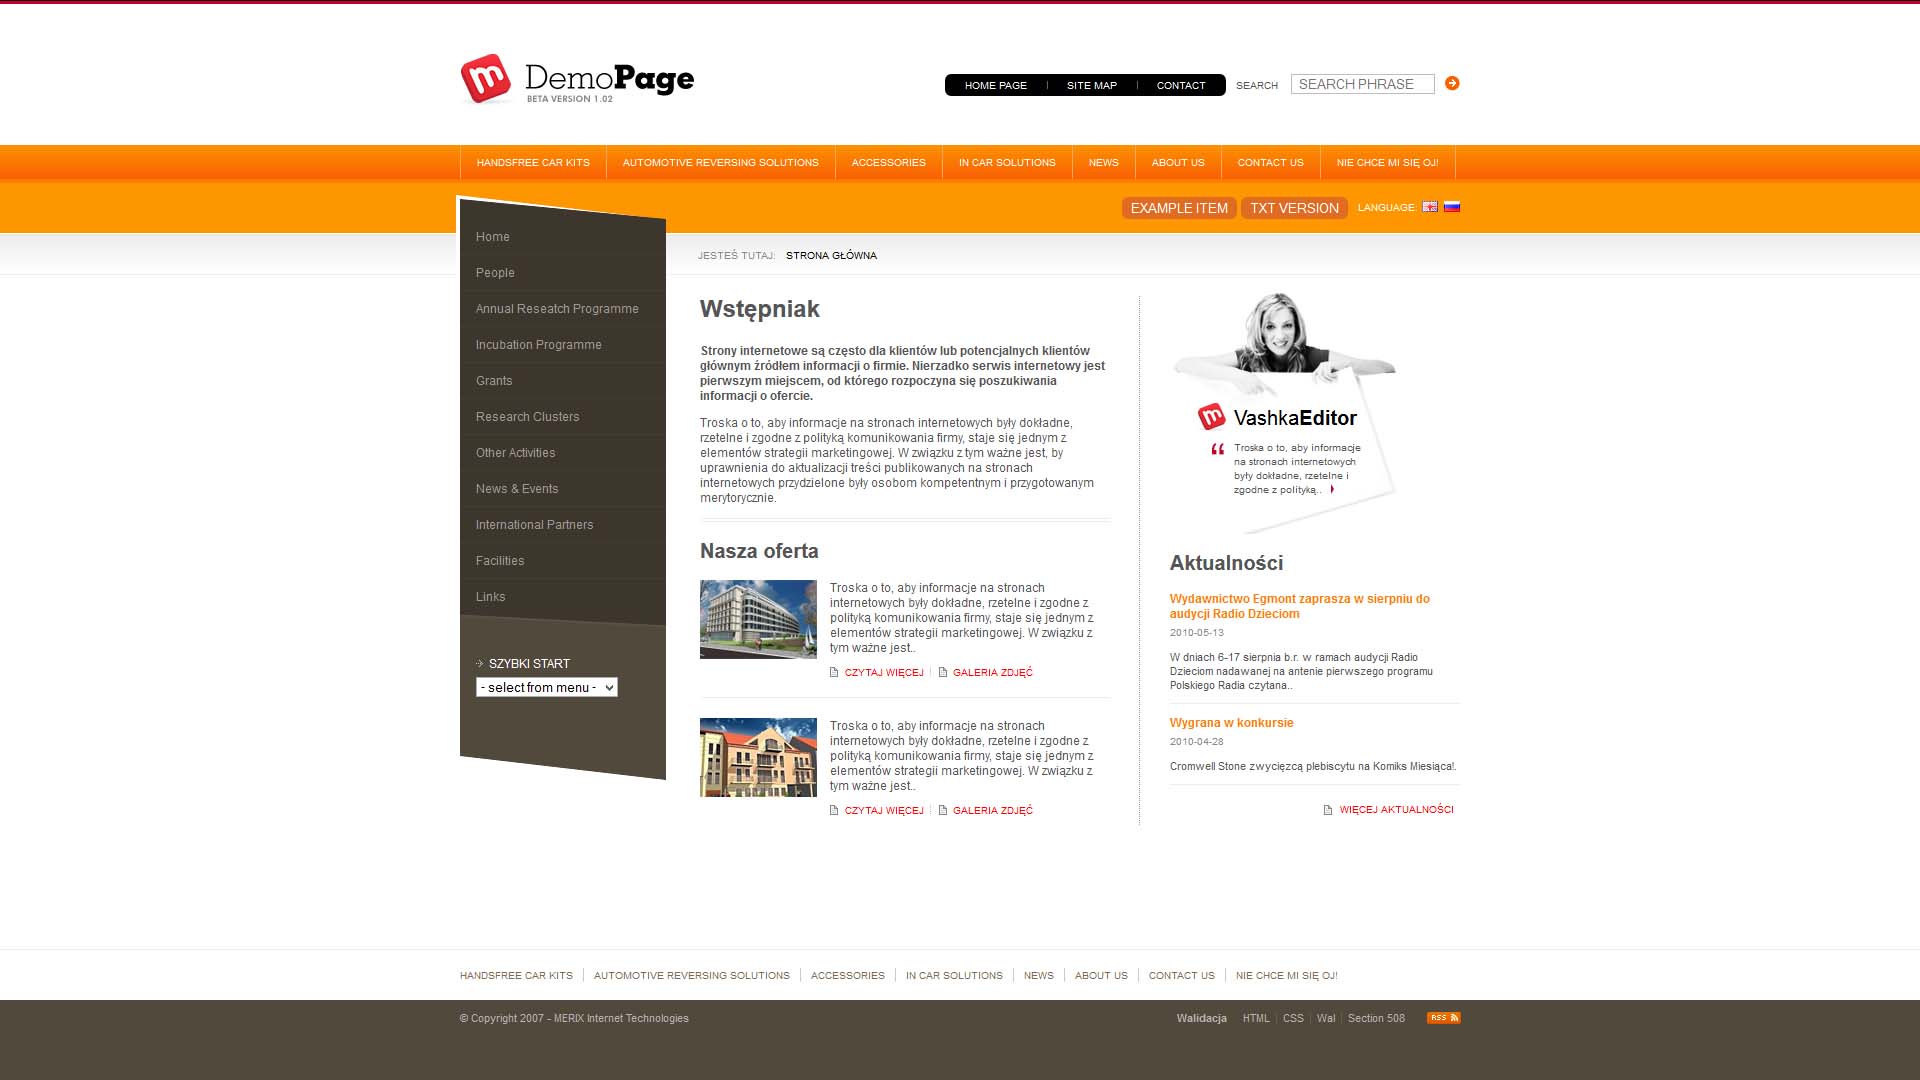 DemoPage
BETA VERSION 1.02
HOME PAGE
SITE MAP
CONTACT
SEARCH
SEARCH PHRASE
HANDSFREE CAR KITS
AUTOMOTIVE REVERSING SOLUTIONS
ACCESSORIES
IN CAR SOLUTIONS
NEWS
ABOUT US
CONTACT US
NIE CHCE MI SIĘ OJ!
EXAMPLE ITEM
TXT VERSION
LANGUAGE:
Home
People
Annual Reseatch Programme
Incubation Programme
Grants
Research Clusters
Other Activities
News & Events
International Partners
Facilities
Links
SZYBKI START
- select from menu -
JESTEŚ TUTAJ: STRONA GŁÓWNA
Wstępniak
Strony internetowe są często dla klientów lub potencjalnych klientów
głównym źródłem informacji o firmie. Nierzadko serwis internetowy jest
pierwszym miejscem, od którego rozpoczyna się poszukiwania
informacji o ofercie.
Troska o to, aby informacje na stronach internetowych były dokładne,
rzetelne i zgodne z polityką komunikowania firmy, staje się jednym z
elementów strategii marketingowej. W związku z tym ważne jest, by
uprawnienia do aktualizacji treści publikowanych na stronach
internetowych przydzielone były osobom kompetentnym i przygotowanym
merytorycznie.
Nasza oferta
Troska o to, aby informacje na stronach
internetowych były dokładne, rzetelne i zgodne z
polityką komunikowania firmy, staje się jednym z
elementów strategii marketingowej. W związku z
tym ważne jest..
CZYTAJ WIĘCEJ
GALERIA ZDJĘĆ
Troska o to, aby informacje na stronach
internetowych były dokładne, rzetelne i zgodne z
polityką komunikowania firmy, staje się jednym z
elementów strategii marketingowej. W związku z
tym ważne jest..
CZYTAJ WIĘCEJ
GALERIA ZDJĘĆ
VashkaEditor
Troska o to, aby informacje
na stronach internetowych
były dokładne, rzetelne i
zgodne z polityką..
Aktualności
Wydawnictwo Egmont zaprasza w sierpniu do
audycji Radio Dzieciom
2010-05-13
W dniach 6-17 sierpnia b.r. w ramach audycji Radio
Dzieciom nadawanej na antenie pierwszego programu
Polskiego Radia czytana..
Wygrana w konkursie
2010-04-28
Cromwell Stone zwycięzcą plebiscytu na Komiks Miesiąca!.
WIĘCEJ AKTUALNOŚCI
HANDSFREE CAR KITS
AUTOMOTIVE REVERSING SOLUTIONS
ACCESSORIES
IN CAR SOLUTIONS
NEWS
ABOUT US
CONTACT US
NIE CHCE MI SIĘ OJ!
© Copyright 2007 - MERIX Internet Technologies
Walidacja
HTML
CSS
Wai
Section 508
RSS